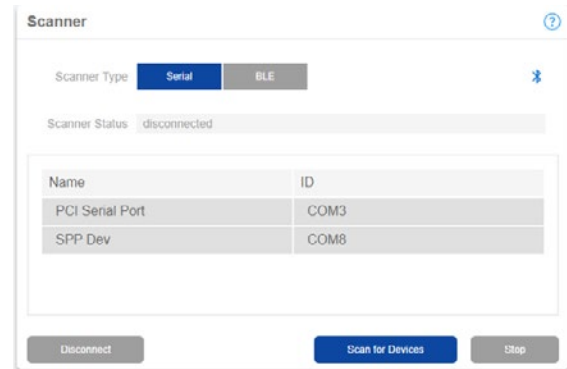 Scanner ?
Scanner Type Serial BLE
Scanner Status disconnected
Name ID
PCI Serial Port COM3
SPP Dev COM8
Disconnect Scan for Devices Stop